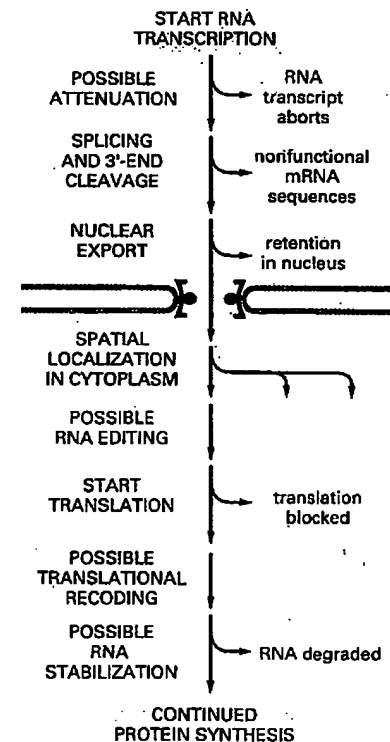 START RNA
TRANSCRIPTION
POSSIBLE
ATTENUATION
RNA
transcript
aborts
SPLICING
AND 3'-END
CLEAVAGE
nonfunctional
mRNA
sequences
NUCLEAR
EXPORT
retention
in nucleus
SPATIAL
LOCALIZATION
IN CYTOPLASM
POSSIBLE
RNA EDITING
START
TRANSLATION
translation
blocked
POSSIBLE
TRANSLATIONAL
RECODING
POSSIBLE
RNA
STABILIZATION
RNA degraded
CONTINUED
PROTEIN SYNTHESIS